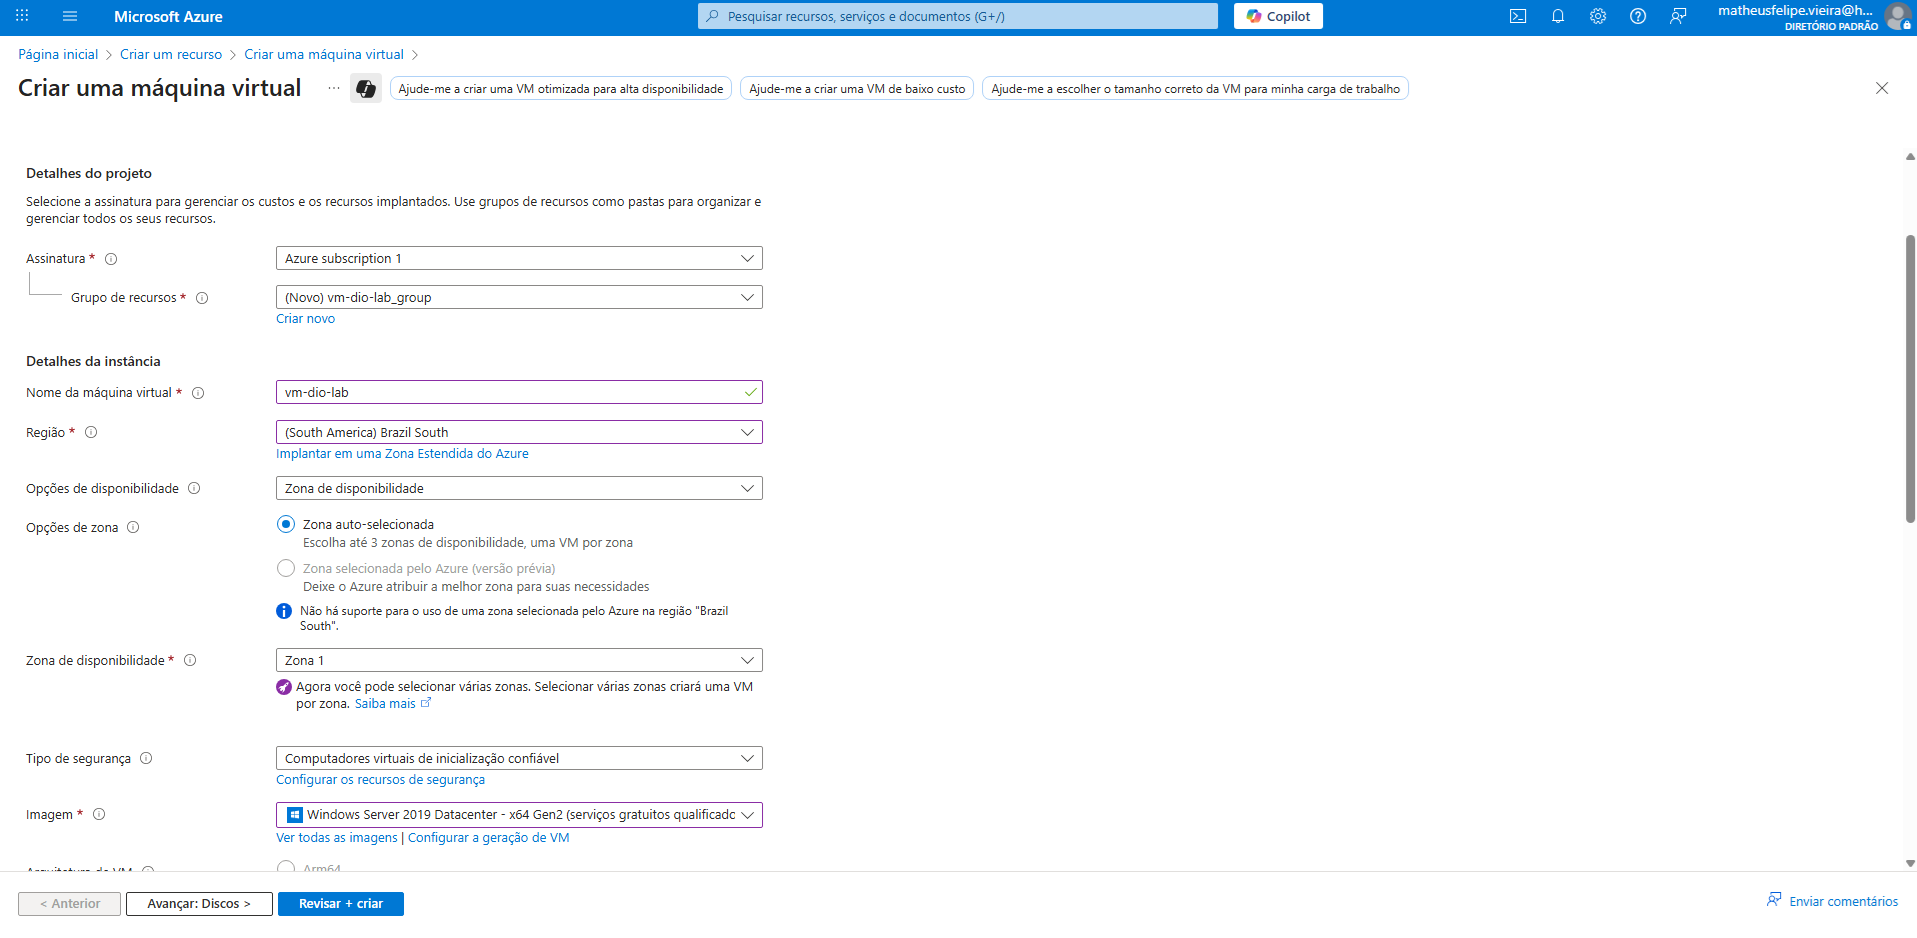 Microsoft Azure
Pesquisar recursos, serviços e documentos (G+/)
Copilot
matheusfelipe.vieira@h...
DIRETÓRIO PADRÃO
Página inicial > Criar um recurso > Criar uma máquina virtual >
Criar uma máquina virtual ...
Ajude-me a criar uma VM otimizada para alta disponibilidade
Ajude-me a criar uma VM de baixo custo
Ajude-me a escolher o tamanho correto da VM para minha carga de trabalho
Detalhes do projeto
Selecione a assinatura para gerenciar os custos e os recursos implantados. Use grupos de recursos como pastas para organizar e
gerenciar todos os seus recursos.
Assinatura *
Azure subscription 1
Grupo de recursos *
(Novo) vm-dio-lab_group
Criar novo
Detalhes da instância
Nome da máquina virtual *
vm-dio-lab
Região *
(South America) Brazil South
Implantar em uma Zona Estendida do Azure
Opções de disponibilidade
Zona de disponibilidade
Opções de zona
Zona auto-selecionada
Escolha até 3 zonas de disponibilidade, uma VM por zona
Zona selecionada pelo Azure (versão prévia)
Deixe o Azure atribuir a melhor zona para suas necessidades
Não há suporte para o uso de uma zona selecionada pelo Azure na região "Brazil
South".
Zona de disponibilidade *
Zona 1
Agora você pode selecionar várias zonas. Selecionar várias zonas criará uma VM
por zona. Saiba mais
Tipo de segurança
Computadores virtuais de inicialização confiável
Configurar os recursos de segurança
Imagem *
Windows Server 2019 Datacenter - x64 Gen2 (serviços gratuitos qualificado
Ver todas as imagens | Configurar a geração de VM
Arquitetura da VM
Arm64
< Anterior
Avançar: Discos >
Revisar + criar
Enviar comentários